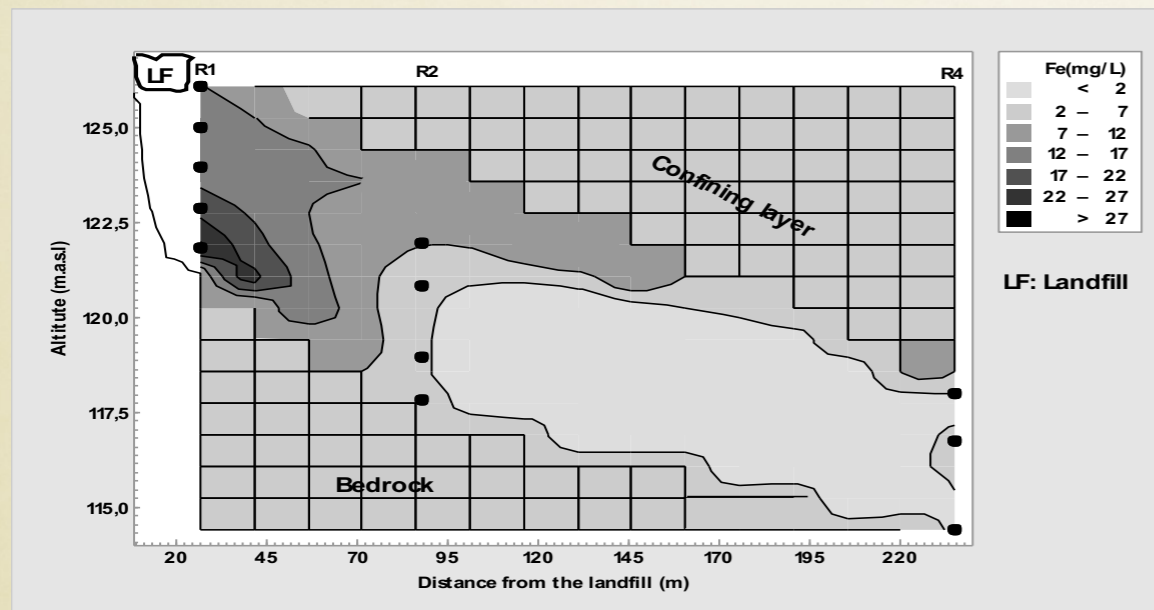 LF
R1
R2
R4
Fe(mg/L)
< 2
2 – 7
7 – 12
12 – 17
17 – 22
22 – 27
> 27
LF: Landfill
Confining layer
Bedrock
Altitute (m.a.s.l)
125,0
122,5
120,0
117,5
115,0
20 45 70 95 120 145 170 195 220
Distance from the landfill (m)